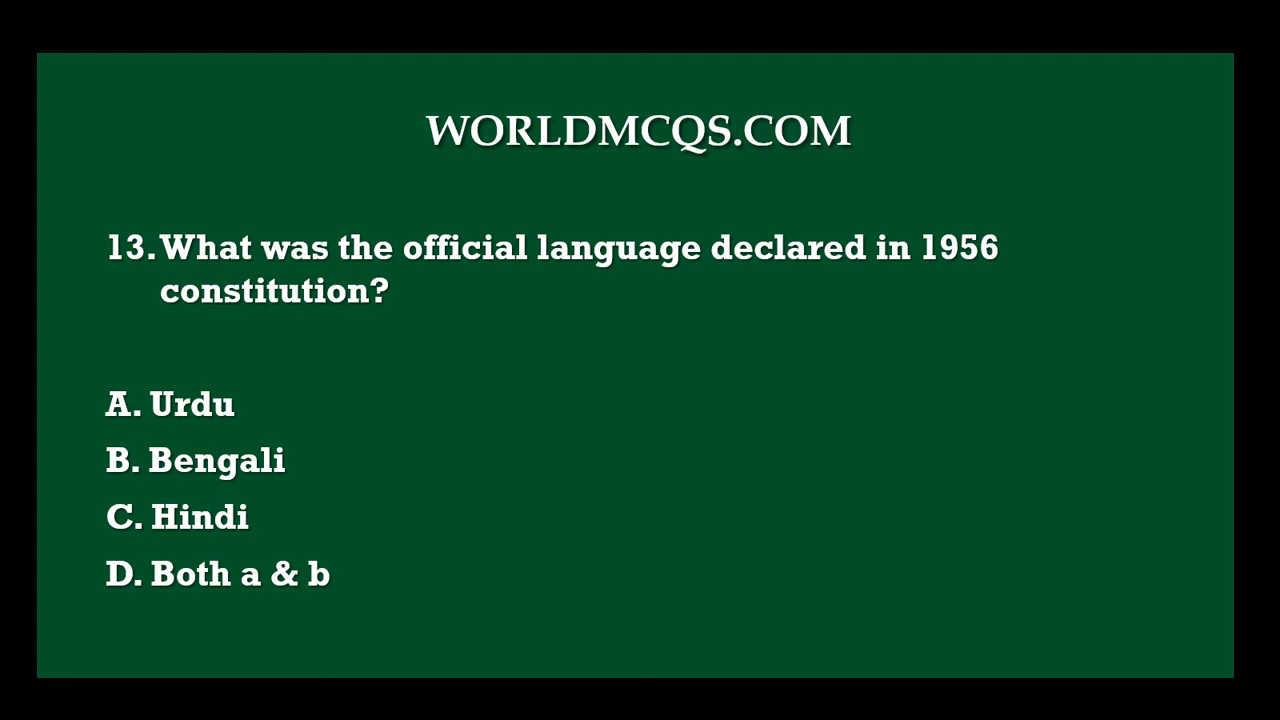 WORLDMCQS.COM
13. What was the official language declared in 1956
constitution?
A. Urdu
B. Bengali
C. Hindi
D. Both a & b